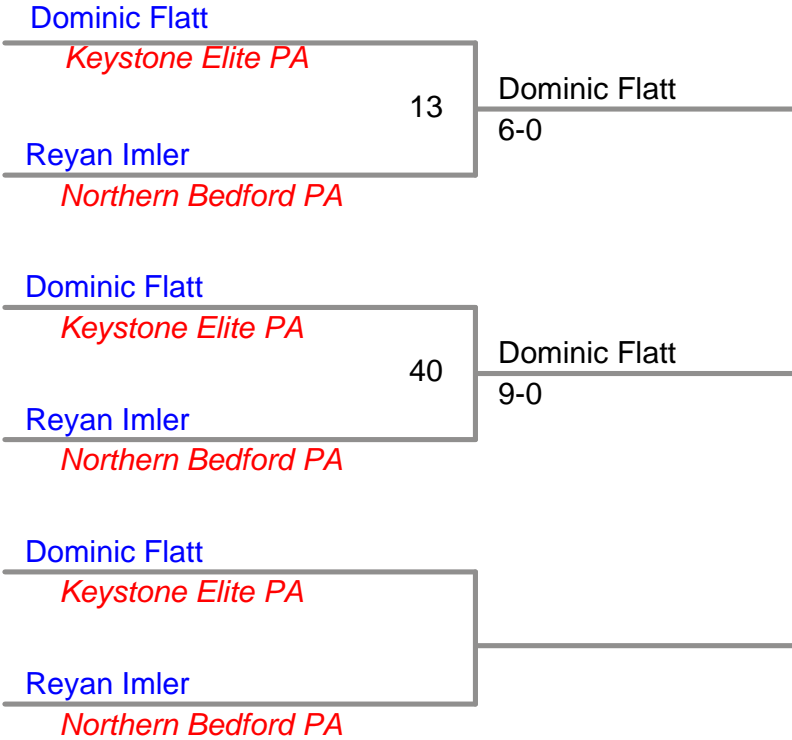 Dominic Flatt
Keystone Elite PA
13
Dominic Flatt
6-0
Reyan Imler
Northern Bedford PA
Dominic Flatt
Keystone Elite PA
40
Dominic Flatt
9-0
Reyan Imler
Northern Bedford PA
Dominic Flatt
Keystone Elite PA
Reyan Imler
Northern Bedford PA